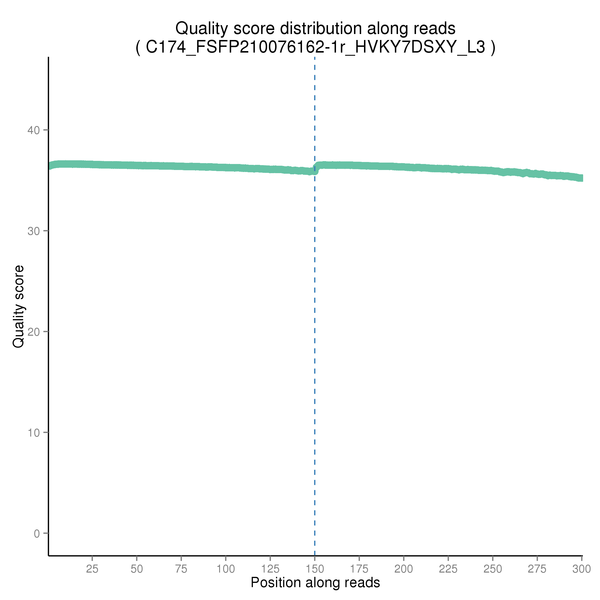 Quality score distribution along reads
( C174_FSFP210076162-1r_HVKY7DSXY_L3 )
Quality score
40
30
20
10
0
25 50 75 100 125 150 175 200 225 250 275 300
Position along reads